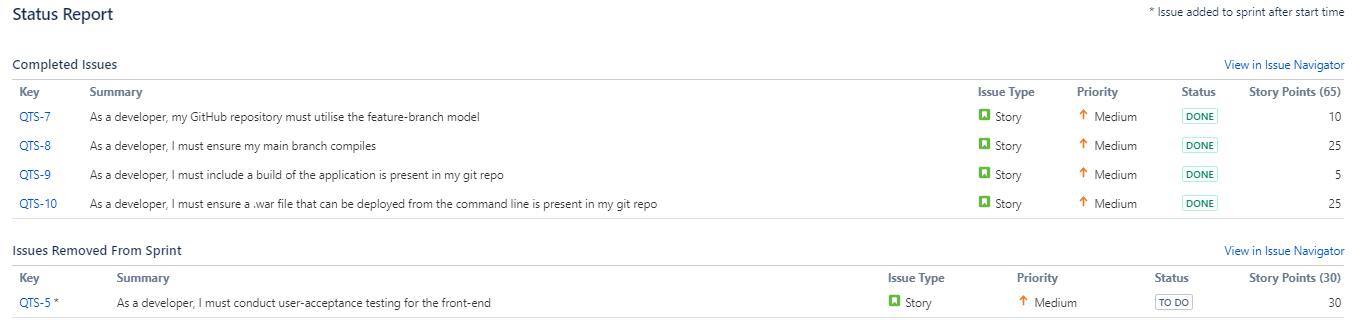 Status Report
* Issue added to sprint after start time
Completed Issues
View in Issue Navigator
Key Summary Issue Type Priority Status Story Points (65)
QTS-7 As a developer, my GitHub repository must utilise the feature-branch model Story Medium DONE 10
QTS-8 As a developer, I must ensure my main branch compiles Story Medium DONE 25
QTS-9 As a developer, I must include a build of the application is present in my git repo Story Medium DONE 5
QTS-10 As a developer, I must ensure a .war file that can be deployed from the command line is present in my git repo Story Medium DONE 25
Issues Removed From Sprint
View in Issue Navigator
Key Summary Issue Type Priority Status Story Points (30)
QTS-5 * As a developer, I must conduct user-acceptance testing for the front-end Story Medium TO DO 30